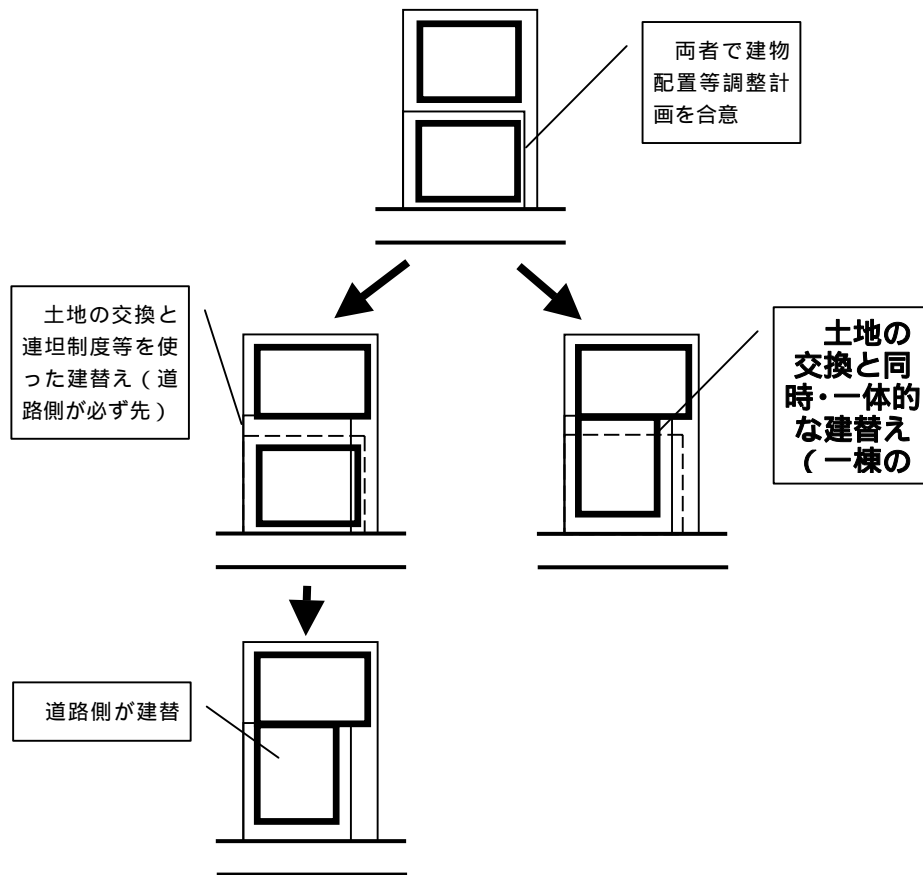 両者で建物
配置等調整計
画を合意
土地の交換と
連坦制度等を使
った建替え(道
路側が必ず先)
土地の
交換と同
時・一体的
な建替え
(一棟の
道路側が建替